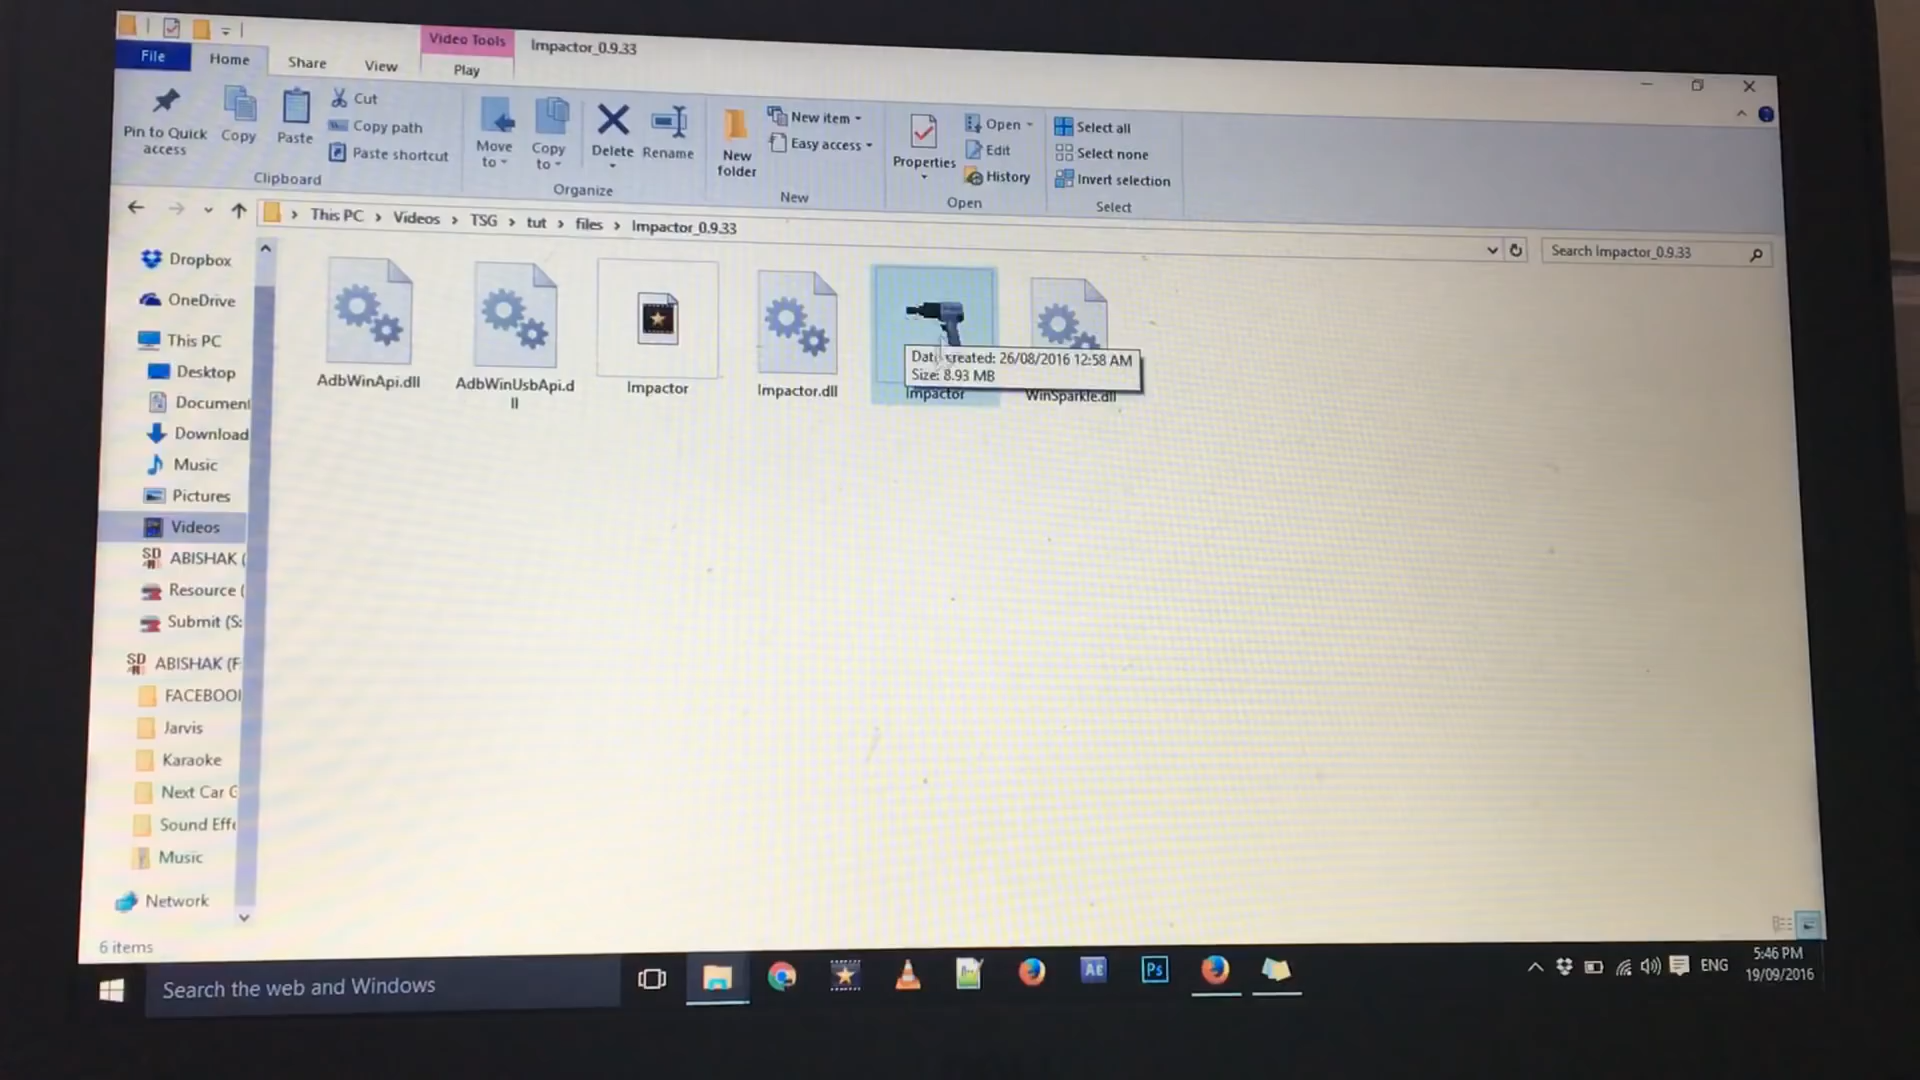 Video Tools
Impactor_0.9.33
File
Home
Share
View
Play
Pin to Quick
access
Copy
Paste
Cut
Copy path
Paste shortcut
Clipboard
Move
to
Copy
to
Delete
Rename
Organize
New
folder
New item
Easy access
New
Properties
Open
Edit
History
Open
Select all
Select none
Invert selection
Select
This PC > Videos > TSG > tut > files > Impactor_0.9.33
Search Impactor_0.9.33
Dropbox
OneDrive
This PC
Desktop
Document
Download
Music
Pictures
Videos
ABISHAK (
Resource (
Submit (S:
ABISHAK (F
FACEBOO
Jarvis
Karaoke
Next Car G
Sound Effe
Music
Network
AdbWinApi.dll
AdbWinUsbApi.d
ll
Impactor
Impactor.dll
Impactor
WinSparkle.dll
Date created: 26/08/2016 12:58 AM
Size: 8.93 MB
6 items
Search the web and Windows
AE
Ps
ENG
5:46 PM
19/09/2016